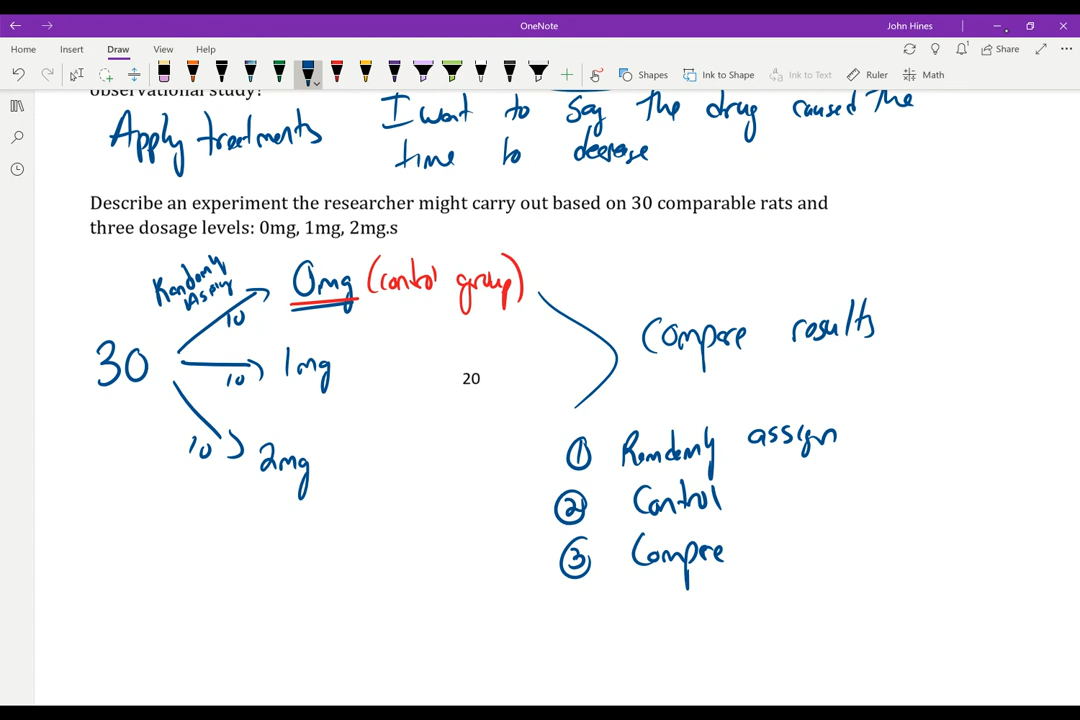 OneNote
John Hines
Home Insert Draw View Help
Share
Shapes Ink to Shape Ink to Text Ruler Math
observational study?
Apply treatments
I want to say the drug caused the
time to decrease
Describe an experiment the researcher might carry out based on 30 comparable rats and
three dosage levels: 0mg, 1mg, 2mg.s
Randomly
Assign
0mg (control group)
10
Compare results
30
10
1mg
20
10
2mg
① Randomly assign
② Control
③ Compare